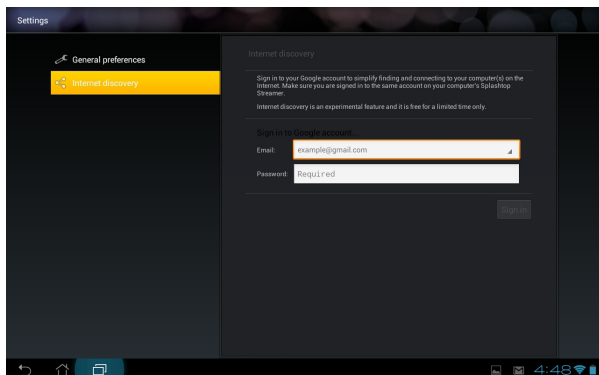 Settings
General preferences
Internet discovery
Internet discovery
Sign in to your Google account to simplify finding and connecting to your computer(s) on the
Internet. Make sure you are signed in to the same account on your computer's Splashtop
Streamer.
Internet discovery is an experimental feature and it is free for a limited time only.
Sign in to Google account...
Email: example@gmail.com
Password: Required
Sign in
4:48